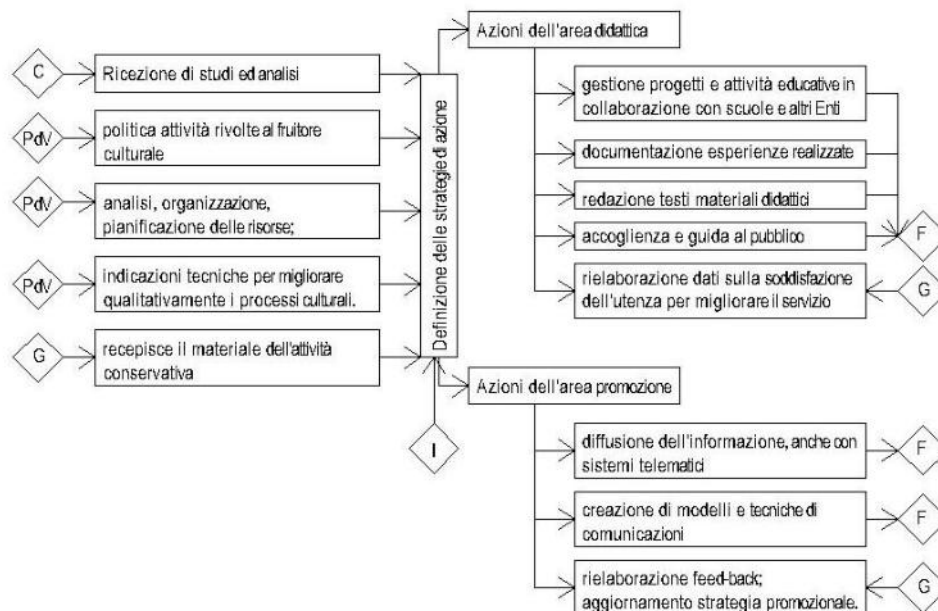 Azioni dell'area didattica
C
Ricezione di studi ed analisi
PdV
politica attività rivolte al fruitore
culturale
PdV
analisi, organizzazione,
pianificazione delle risorse;
PdV
indicazioni tecniche per migliorare
qualitativamente i processi culturali.
G
recepisce il materiale dell'attività
conservativa
Definizione delle strategie di azione
I
gestione progetti e attività educative in
collaborazione con scuole e altri Enti
documentazione esperienze realizzate
redazione testi materiali didattici
accoglienza e guida al pubblico
F
rielaborazione dati sulla soddisfazione
dell'utenza per migliorare il servizio
G
Azioni dell'area promozione
diffusione dell'informazione, anche con
sistemi telematici
F
creazione di modelli e tecniche di
comunicazioni
F
rielaborazione feed-back;
aggiornamento strategia promozionale.
G